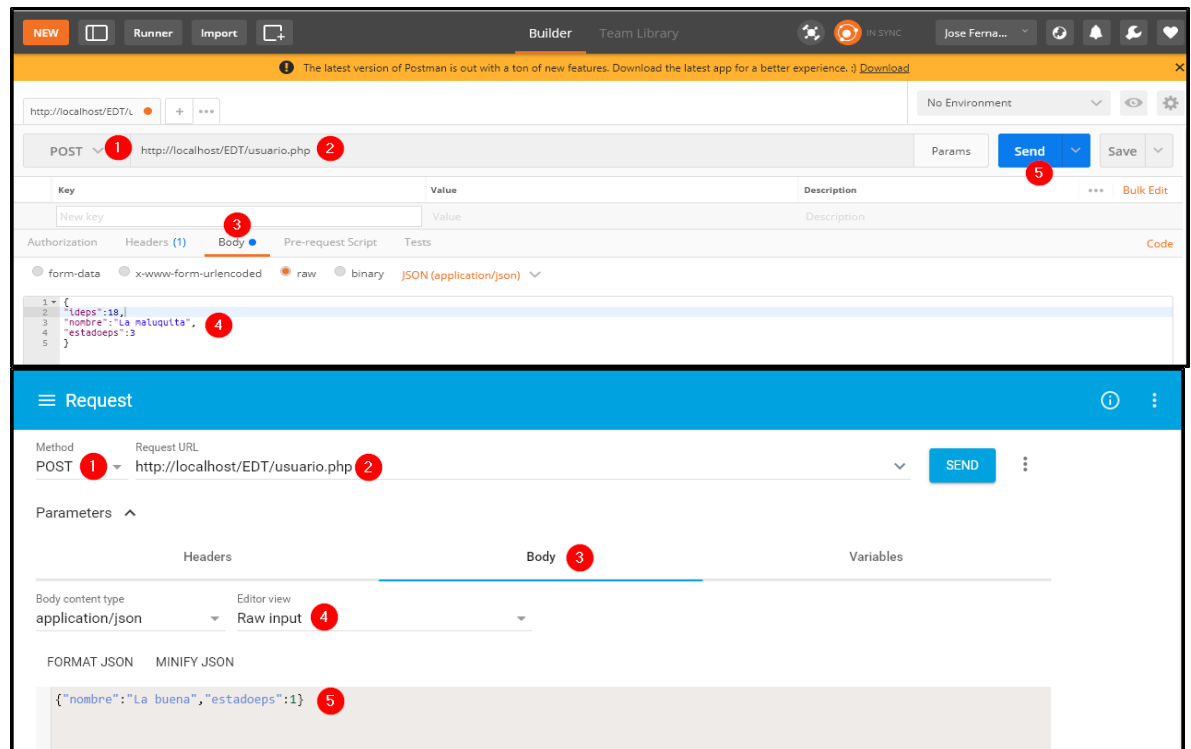 NEW Runner Import Builder Team Library IN SYNC Jose Ferna...
The latest version of Postman is out with a ton of new features. Download the latest app for a better experience. :) Download
http://localhost/EDT/u No Environment
POST 1 http://localhost/EDT/usuario.php 2 Params Send Save
5
Key Value Description Bulk Edit
New key Value Description
3
Authorization Headers (1) Body Pre-request Script Tests Code
form-data x-www-form-urlencoded raw binary JSON (application/json)
1 {
2 "ideps":18,
3 "nombre":"La maluquita", 4
4 "estadoeps":3
5 }
Request
Method Request URL
POST 1 http://localhost/EDT/usuario.php 2 SEND
Parameters
Headers Body 3 Variables
Body content type Editor view
application/json Raw input 4
FORMAT JSON MINIFY JSON
{"nombre":"La buena","estadoeps":1} 5